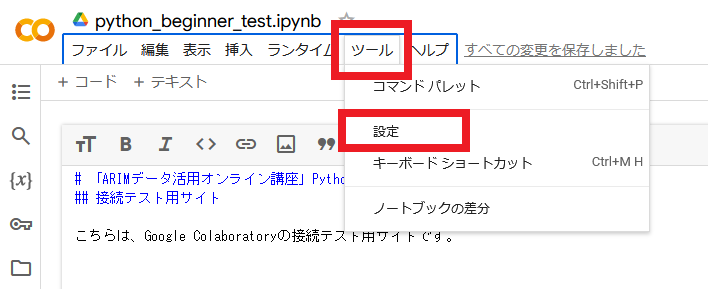 python_beginner_test.ipynb
ファイル 編集 表示 挿入 ランタイム ツール ヘルプ すべての変更を保存しました
+ コード + テキスト
コマンド パレット Ctrl+Shift+P
設定
キーボード ショートカット Ctrl+M H
ノートブックの差分
{x}
TT B I <> ”
# 「ARIMデータ活用オンライン講座」Pytho
## 接続テスト用サイト
こちらは、Google Colaboratoryの接続テスト用サイトです。